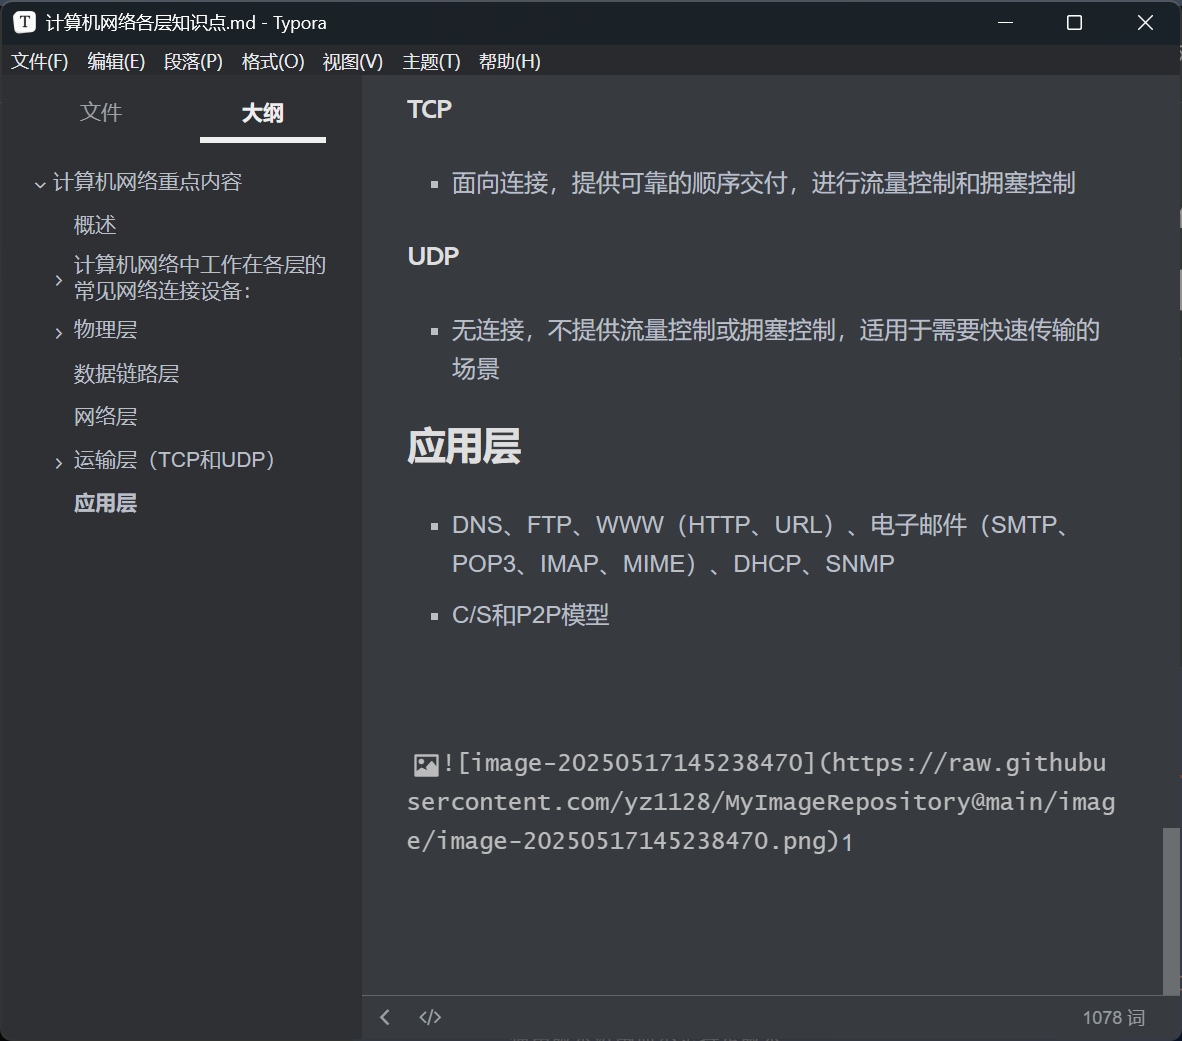 计算机网络各层知识点.md - Typora
文件(F) 编辑(E) 段落(P) 格式(O) 视图(V) 主题(T) 帮助(H)
文件 大纲
计算机网络重点内容
概述
计算机网络中工作在各层的
常见网络连接设备：
物理层
数据链路层
网络层
运输层（TCP和UDP）
应用层
TCP
面向连接，提供可靠的顺序交付，进行流量控制和拥塞控制
UDP
无连接，不提供流量控制或拥塞控制，适用于需要快速传输的
场景
应用层
DNS、FTP、WWW（HTTP、URL）、电子邮件（SMTP、
POP3、IMAP、MIME）、DHCP、SNMP
C/S和P2P模型
![image-20250517145238470](https://raw.githubu
sercontent.com/yz1128/MyImageRepository@main/imag
e/image-20250517145238470.png)1
1078 词